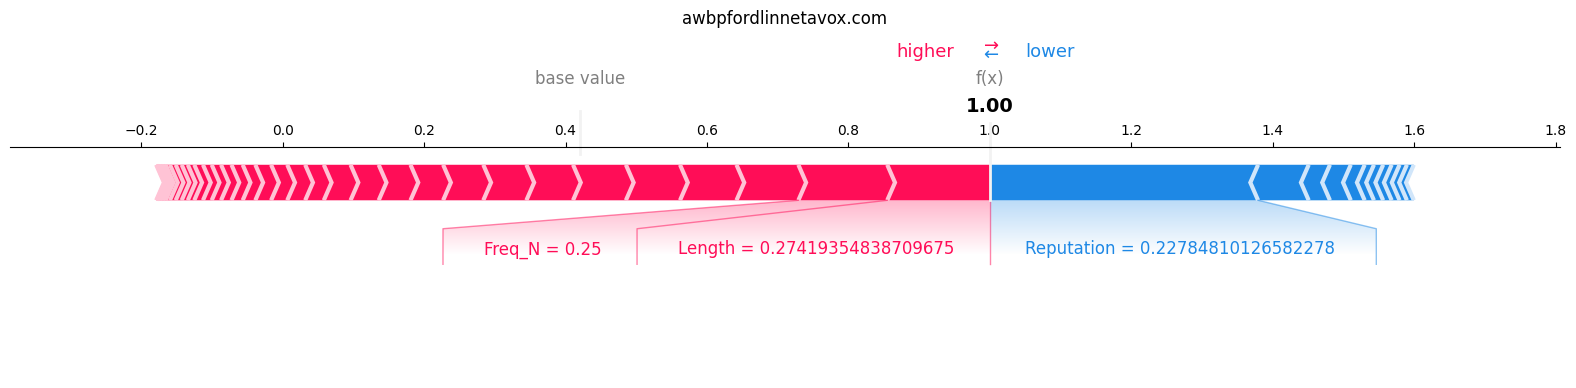 awbpfordlinnetavox.com
higher ⇄ lower
base value
f(x)
1.00
−0.2 0.0 0.2 0.4 0.6 0.8 1.0 1.2 1.4 1.6 1.8
Freq_N = 0.25 Length = 0.27419354838709675 Reputation = 0.22784810126582278